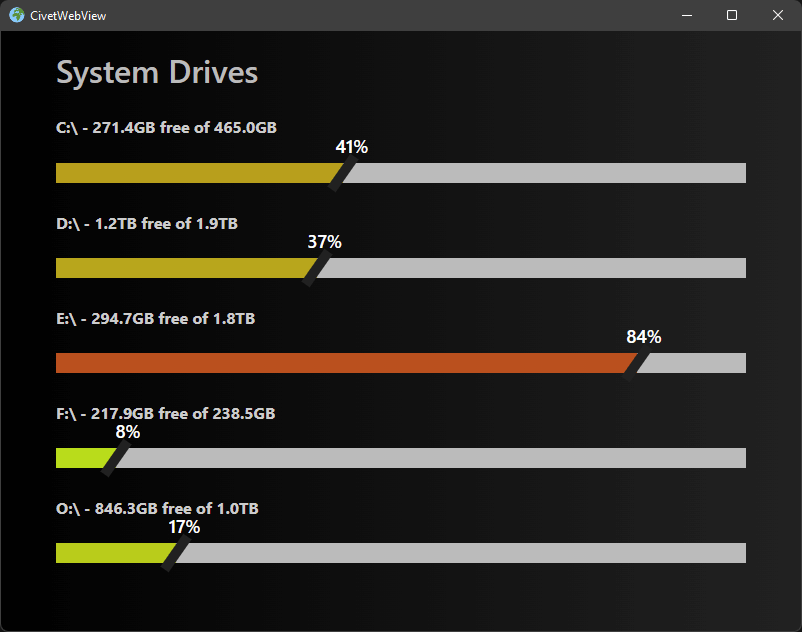 CivetWebView
System Drives
C:\ - 271.4GB free of 465.0GB
41%
D:\ - 1.2TB free of 1.9TB
37%
E:\ - 294.7GB free of 1.8TB
84%
F:\ - 217.9GB free of 238.5GB
8%
O:\ - 846.3GB free of 1.0TB
17%